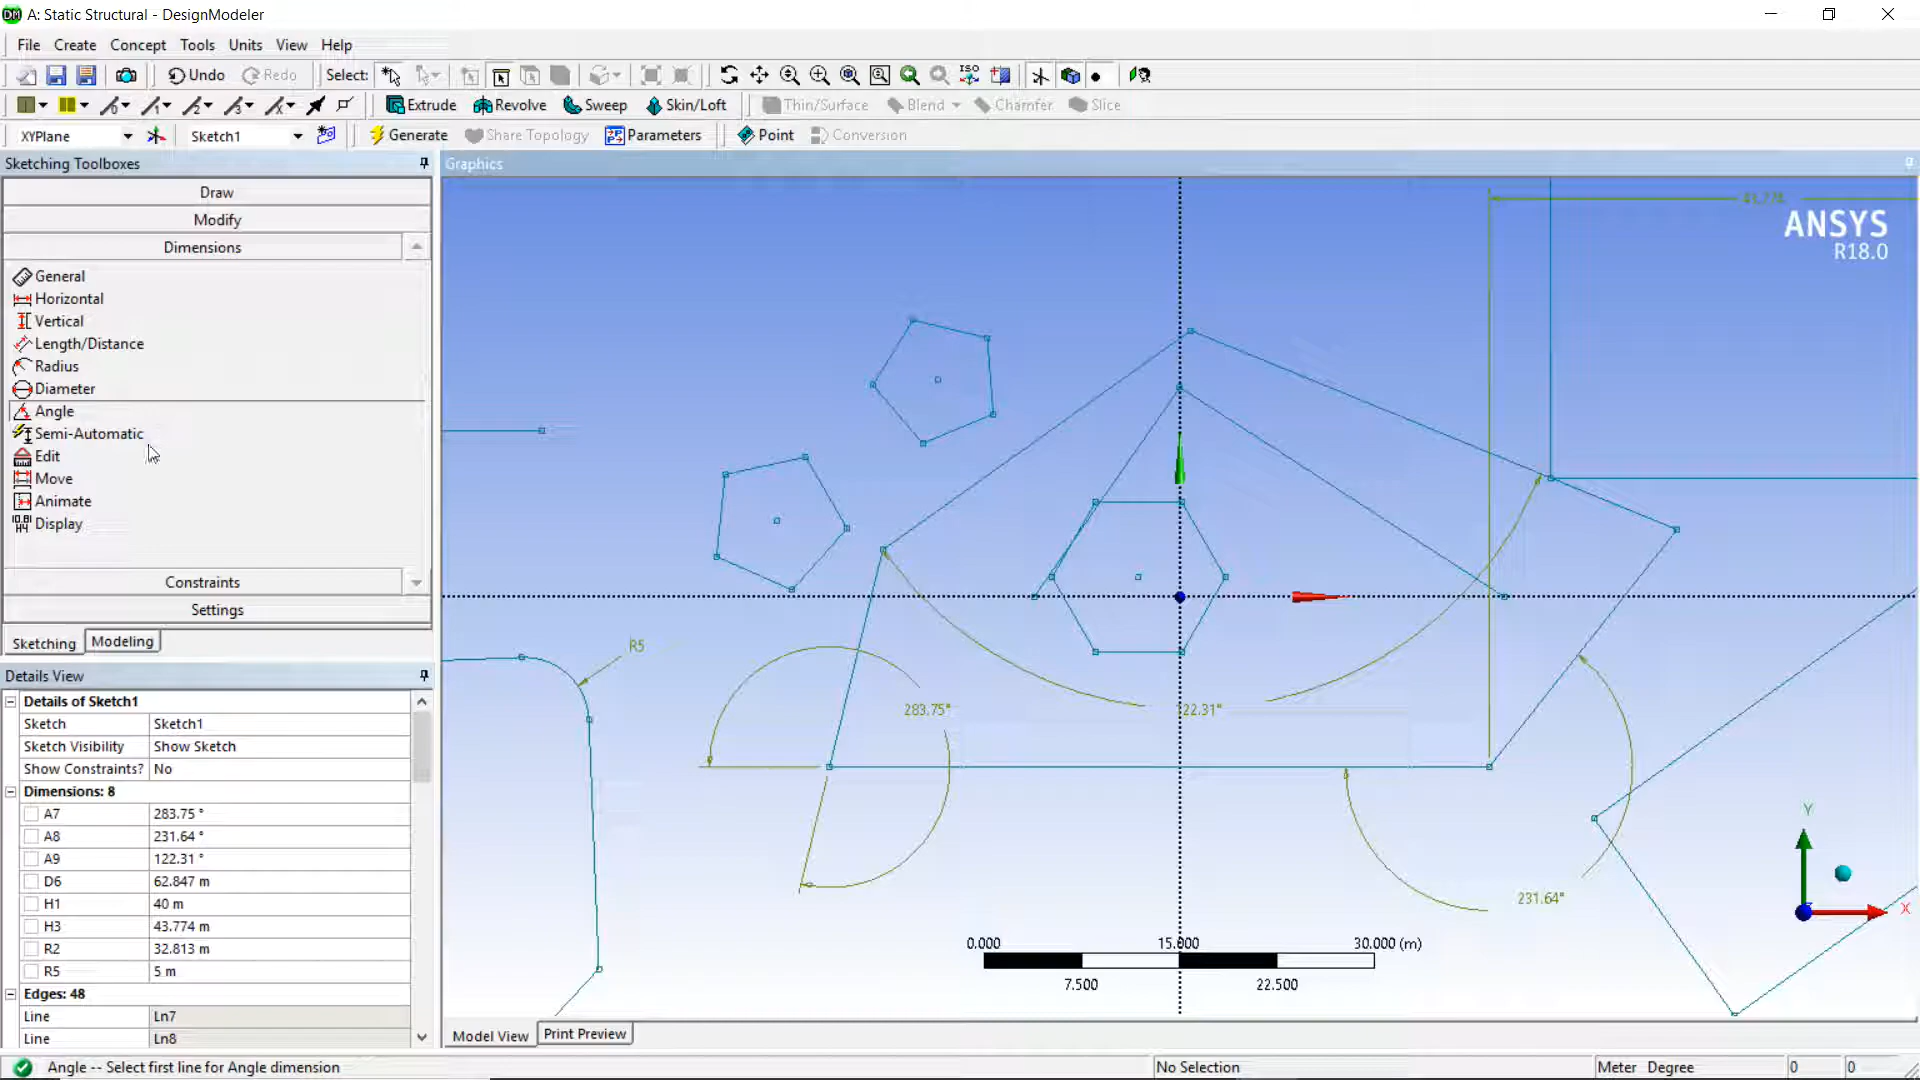 A: Static Structural - DesignModeler
File Create Concept Tools Units View Help
Undo Redo Select: ISO
Extrude Revolve Sweep Skin/Loft Thin/Surface Blend Chamfer Slice
XYPlane Sketch1 Generate Share Topology Parameters Point Conversion
Sketching Toolboxes
Draw
Modify
Dimensions
General
Horizontal
Vertical
Length/Distance
Radius
Diameter
Angle
Semi-Automatic
Edit
Move
Animate
Display
Constraints
Settings
Sketching Modeling
Details View
Details of Sketch1
Sketch Sketch1
Sketch Visibility Show Sketch
Show Constraints? No
Dimensions: 8
A7 283.75 °
A8 231.64 °
A9 122.31 °
D6 62.847 m
H1 40 m
H3 43.774 m
R2 32.813 m
R5 5 m
Edges: 48
Line Ln7
Line Ln8
Graphics
43.774
ANSYS
R18.0
R5
283.75°
122.31°
231.64°
Y
X
0.000 15.000 30.000 (m)
7.500 22.500
Model View Print Preview
Angle -- Select first line for Angle dimension No Selection Meter Degree 0 0